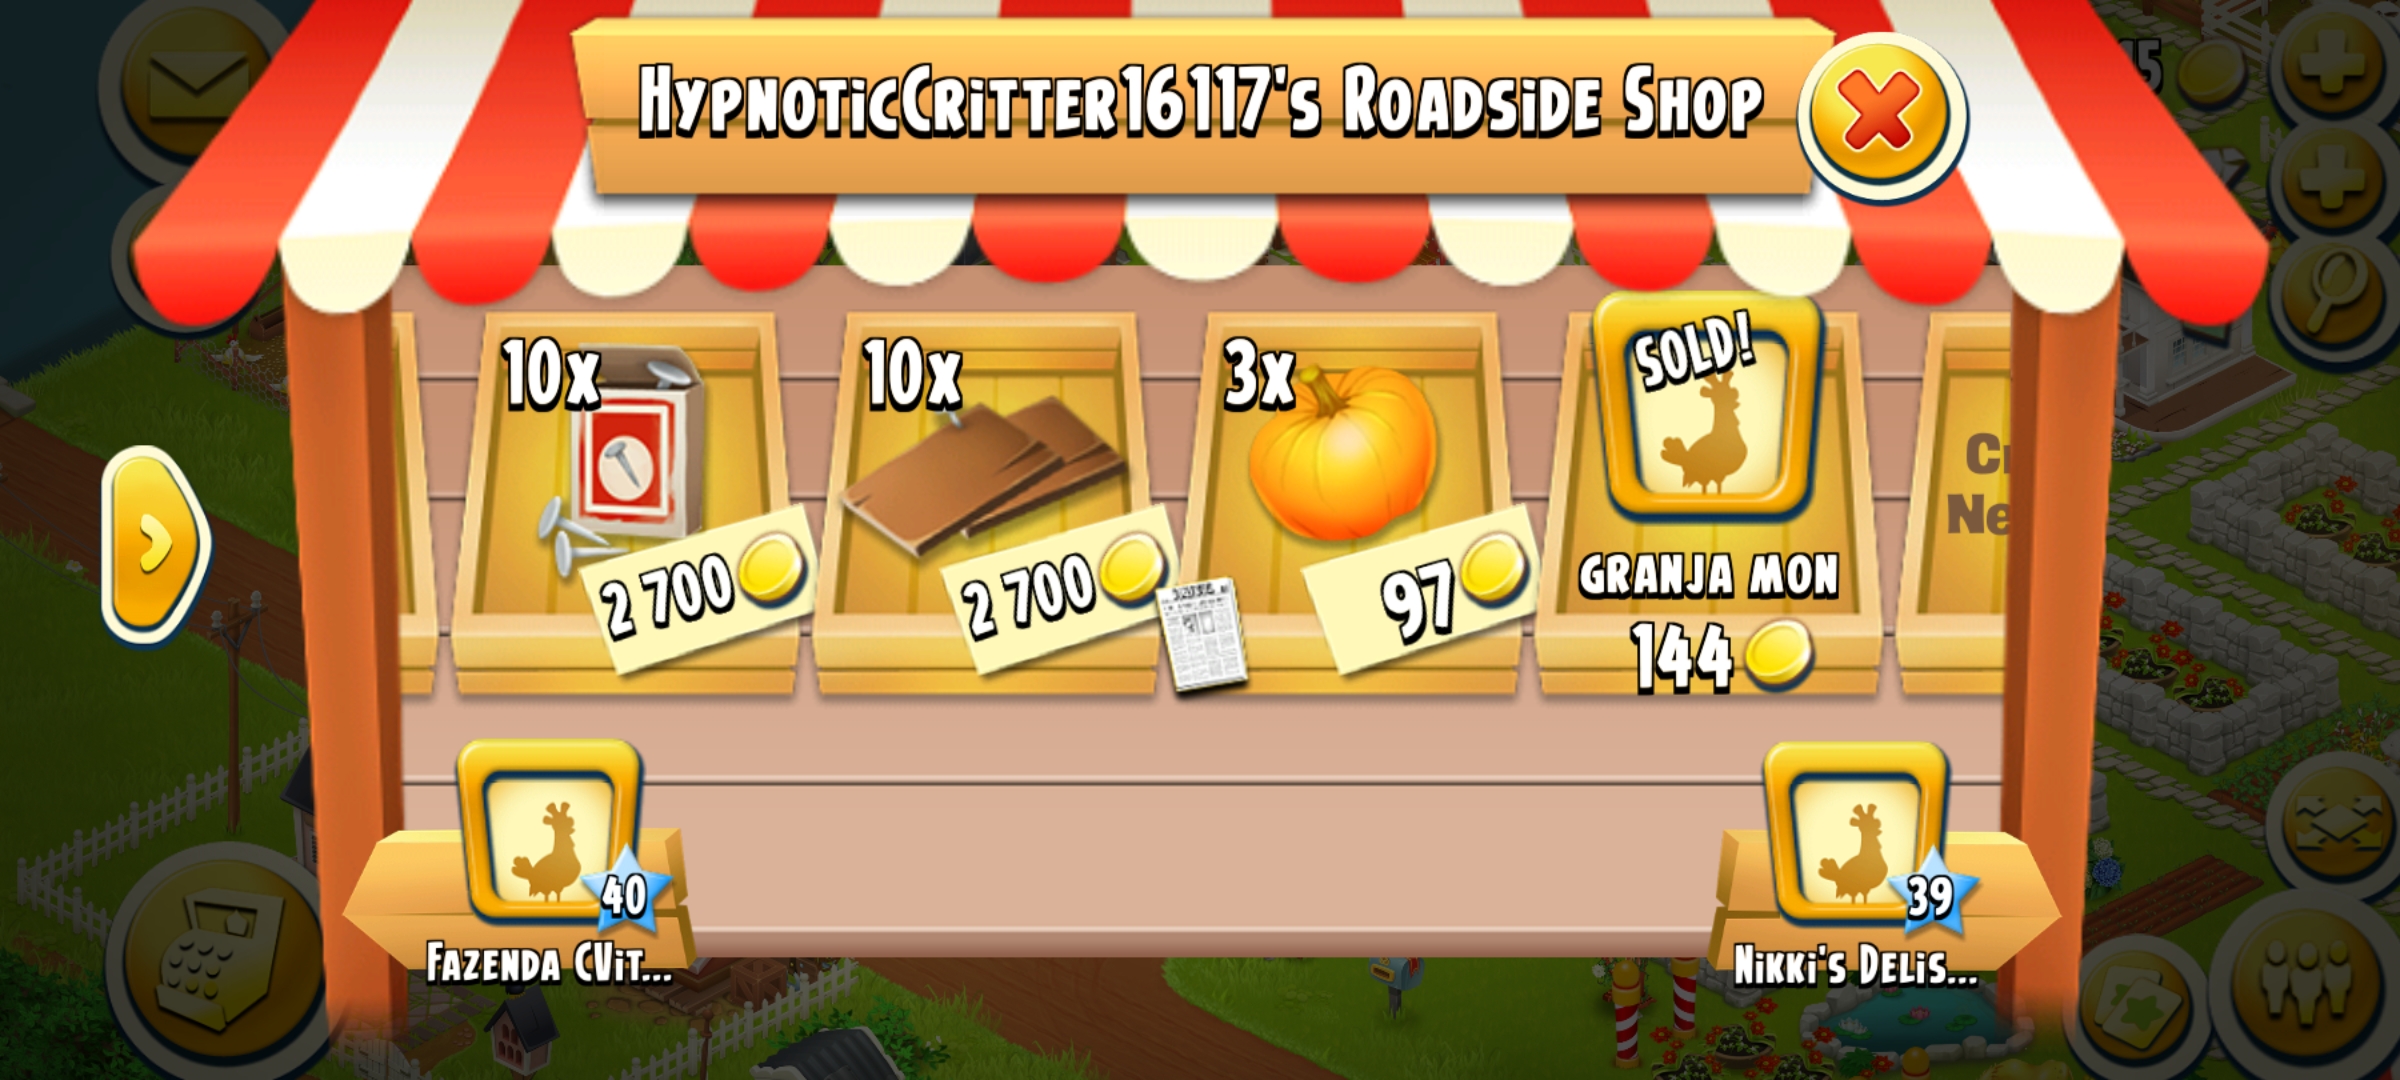 HypnoticCritter16117's Roadside Shop
10x
10x
3x
SOLD!
2 700
2 700
97
GRANJA MON
144
40
39
Fazenda CVit...
Nikki's Delis...